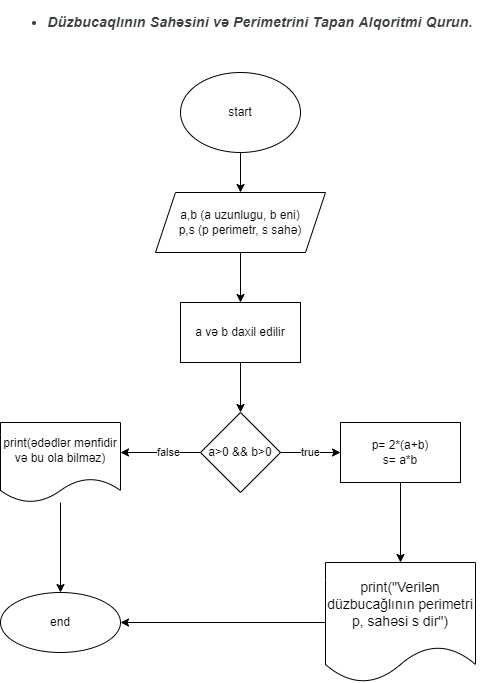 • Düzbucaqlının Sahəsini və Perimetrini Tapan Alqoritmi Qurun.
start
a,b (a uzunlugu, b eni)
p,s (p perimetr, s sahə)
a və b daxil edilir
print(ədədlər mənfidir
və bu ola bilməz)
false
a>0 && b>0
true
p= 2*(a+b)
s= a*b
print("Verilən
düzbucağlının perimetri
p, sahəsi s dir")
end